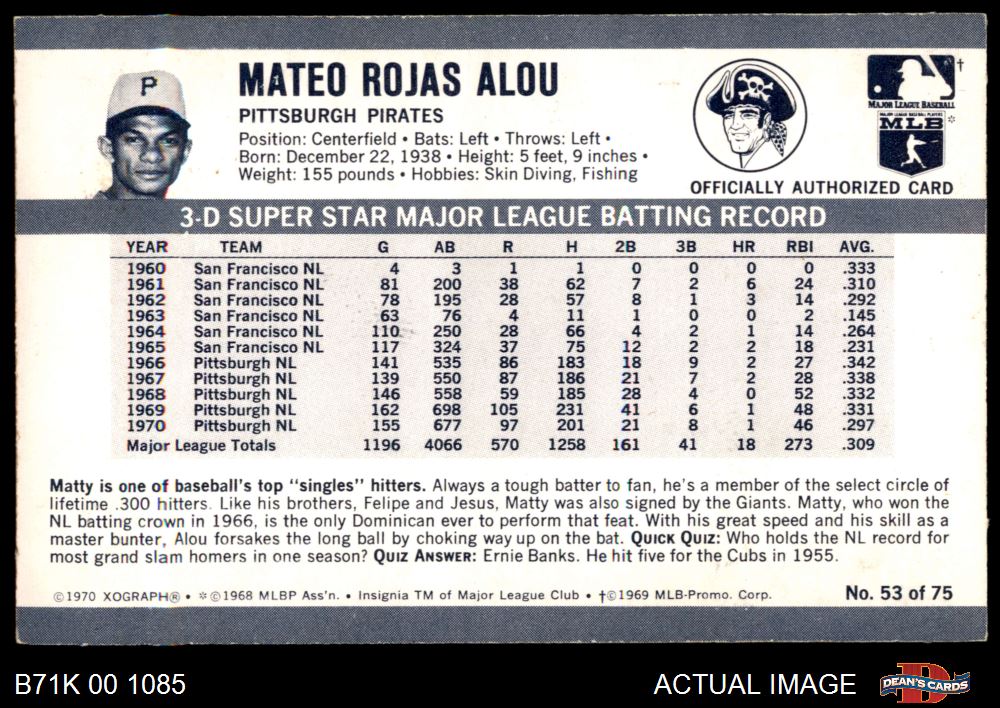 P
MATEO ROJAS ALOU
PITTSBURGH PIRATES
Position: Centerfield • Bats: Left • Throws: Left •
Born: December 22, 1938 • Height: 5 feet, 9 inches •
Weight: 155 pounds • Hobbies: Skin Diving, Fishing
†
MAJOR LEAGUE BASEBALL
MAJOR LEAGUE BASEBALL PLAYERS
MLB *
OFFICIALLY AUTHORIZED CARD
3-D SUPER STAR MAJOR LEAGUE BATTING RECORD
YEAR TEAM G AB R H 2B 3B HR RBI AVG.
1960 San Francisco NL 4 3 1 1 0 0 0 0 .333
1961 San Francisco NL 81 200 38 62 7 2 6 24 .310
1962 San Francisco NL 78 195 28 57 8 1 3 14 .292
1963 San Francisco NL 63 76 4 11 1 0 0 2 .145
1964 San Francisco NL 110 250 28 66 4 2 1 14 .264
1965 San Francisco NL 117 324 37 75 12 2 2 18 .231
1966 Pittsburgh NL 141 535 86 183 18 9 2 27 .342
1967 Pittsburgh NL 139 550 87 186 21 7 2 28 .338
1968 Pittsburgh NL 146 558 59 185 28 4 0 52 .332
1969 Pittsburgh NL 162 698 105 231 41 6 1 48 .331
1970 Pittsburgh NL 155 677 97 201 21 8 1 46 .297
Major League Totals 1196 4066 570 1258 161 41 18 273 .309
Matty is one of baseball's top "singles" hitters. Always a tough batter to fan, he's a member of the select circle of
lifetime .300 hitters. Like his brothers, Felipe and Jesus, Matty was also signed by the Giants. Matty, who won the
NL batting crown in 1966, is the only Dominican ever to perform that feat. With his great speed and his skill as a
master bunter, Alou forsakes the long ball by choking way up on the bat. QUICK QUIZ: Who holds the NL record for
most grand slam homers in one season? QUIZ ANSWER: Ernie Banks. He hit five for the Cubs in 1955.
©1970 XOGRAPH® • *©1968 MLBP Ass'n. • Insignia TM of Major League Club • †©1969 MLB-Promo. Corp.
No. 53 of 75
B71K 00 1085
ACTUAL IMAGE
D
DEAN'S CARDS